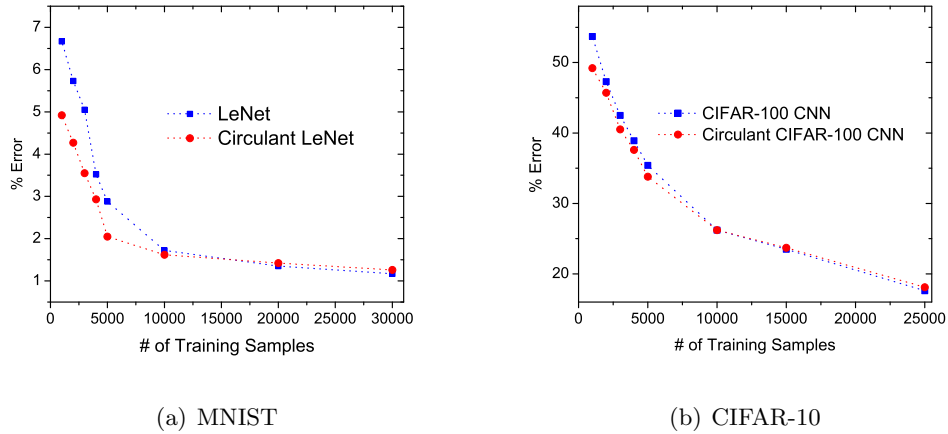 7
6
5
4
3
2
1
% Error
LeNet
Circulant LeNet
0 5000 10000 15000 20000 25000 30000
# of Training Samples
(a) MNIST
50
40
30
20
% Error
CIFAR-100 CNN
Circulant CIFAR-100 CNN
0 5000 10000 15000 20000 25000
# of Training Samples
(b) CIFAR-10